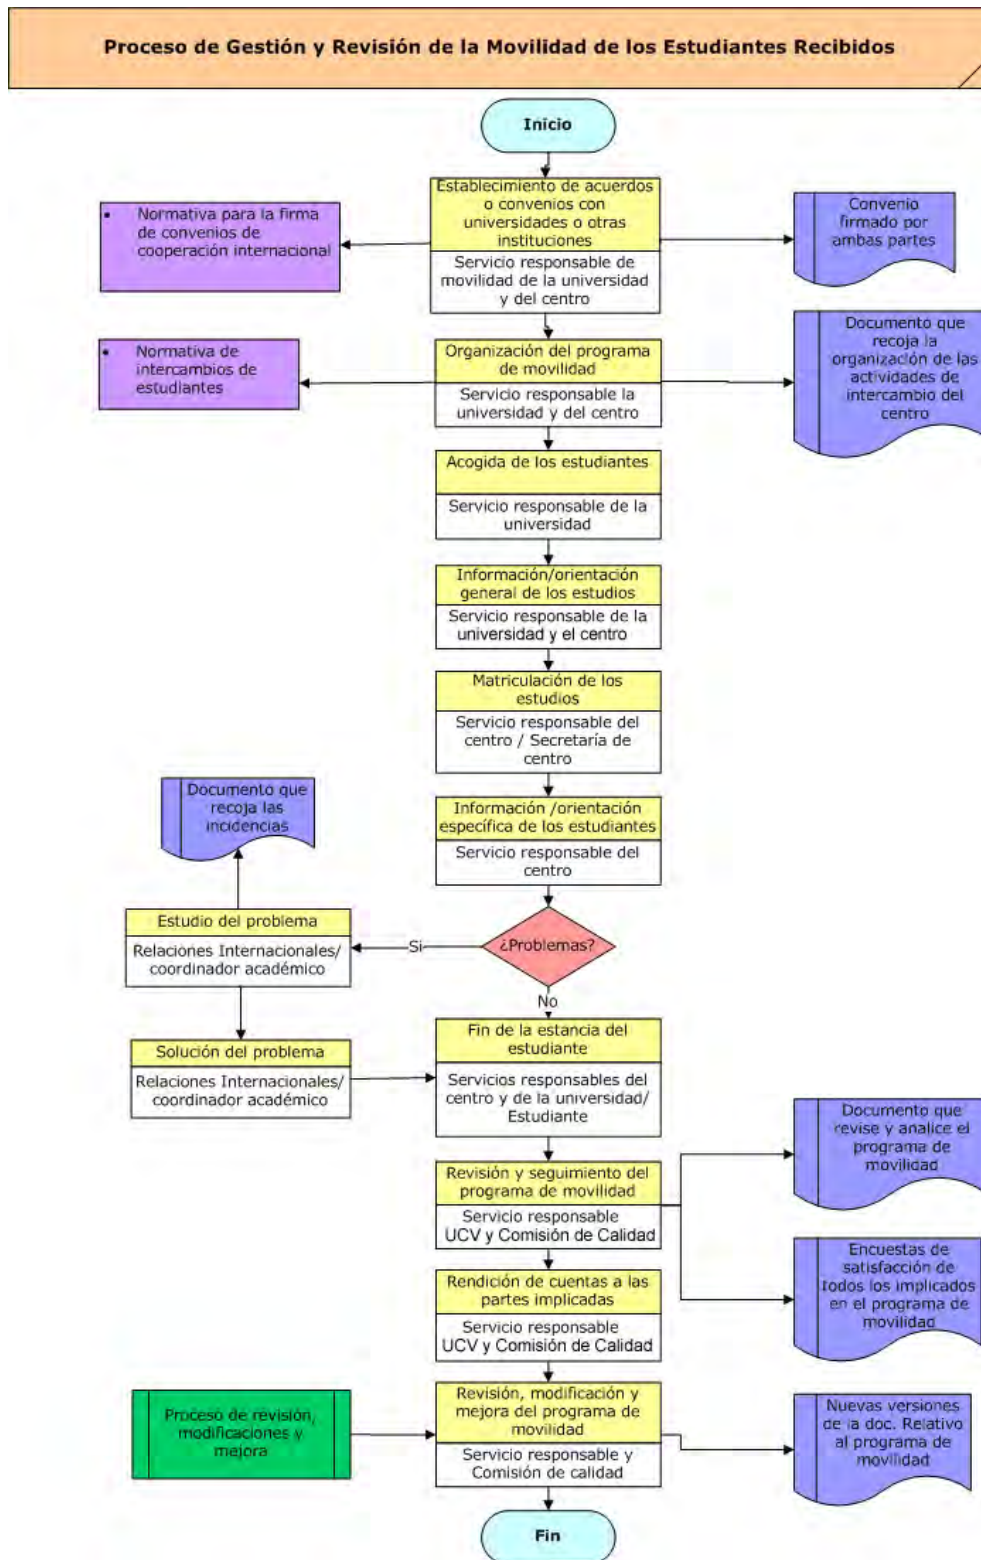 Proceso de Gestión y Revisión de la Movilidad de los Estudiantes Recibidos
Inicio
Establecimiento de acuerdos
o convenios con
universidades o otras
instituciones
Servicio responsable de
movilidad de la universidad
y del centro
• Normativa para la firma
de convenios de
cooperación internacional
Convenio
firmado por
ambas partes
Organización del programa
de movilidad
Servicio responsable la
universidad y del centro
• Normativa de
intercambios de
estudiantes
Documento que
recoja la
organización de las
actividades de
intercambio del
centro
Acogida de los estudiantes
Servicio responsable de la
universidad
Información/orientación
general de los estudios
Servicio responsable de la
universidad y el centro
Matriculación de los
estudios
Servicio responsable del
centro / Secretaría de
centro
Información /orientación
específica de los estudiantes
Servicio responsable del
centro
Documento que
recoja las
incidencias
¿Problemas?
Si
No
Estudio del problema
Relaciones Internacionales/
coordinador académico
Solución del problema
Relaciones Internacionales/
coordinador académico
Fin de la estancia del
estudiante
Servicios responsables del
centro y de la universidad/
Estudiante
Revisión y seguimiento del
programa de movilidad
Servicio responsable
UCV y Comisión de Calidad
Documento que
revise y analice el
programa de
movilidad
Encuestas de
satisfacción de
todos los implicados
en el programa de
movilidad
Rendición de cuentas a las
partes implicadas
Servicio responsable
UCV y Comisión de Calidad
Proceso de revisión,
modificaciones y
mejora
Revisión, modificación y
mejora del programa de
movilidad
Servicio responsable y
Comisión de calidad
Nuevas versiones
de la doc. Relativo
al programa de
movilidad
Fin